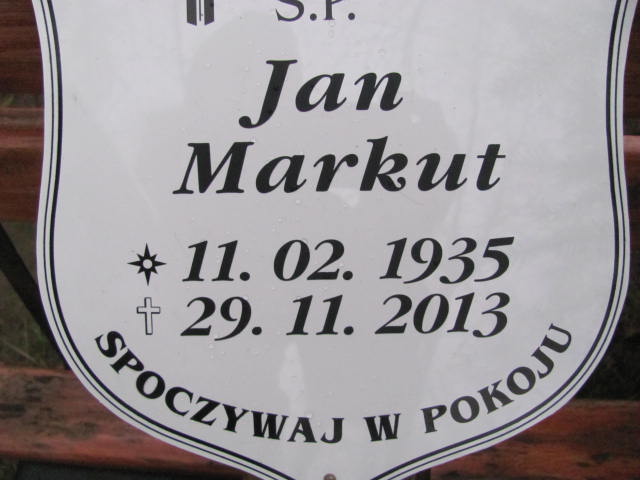 S.P.
Jan
Markut
11. 02. 1935
29. 11. 2013
SPOCZYWAJ W POKOJU